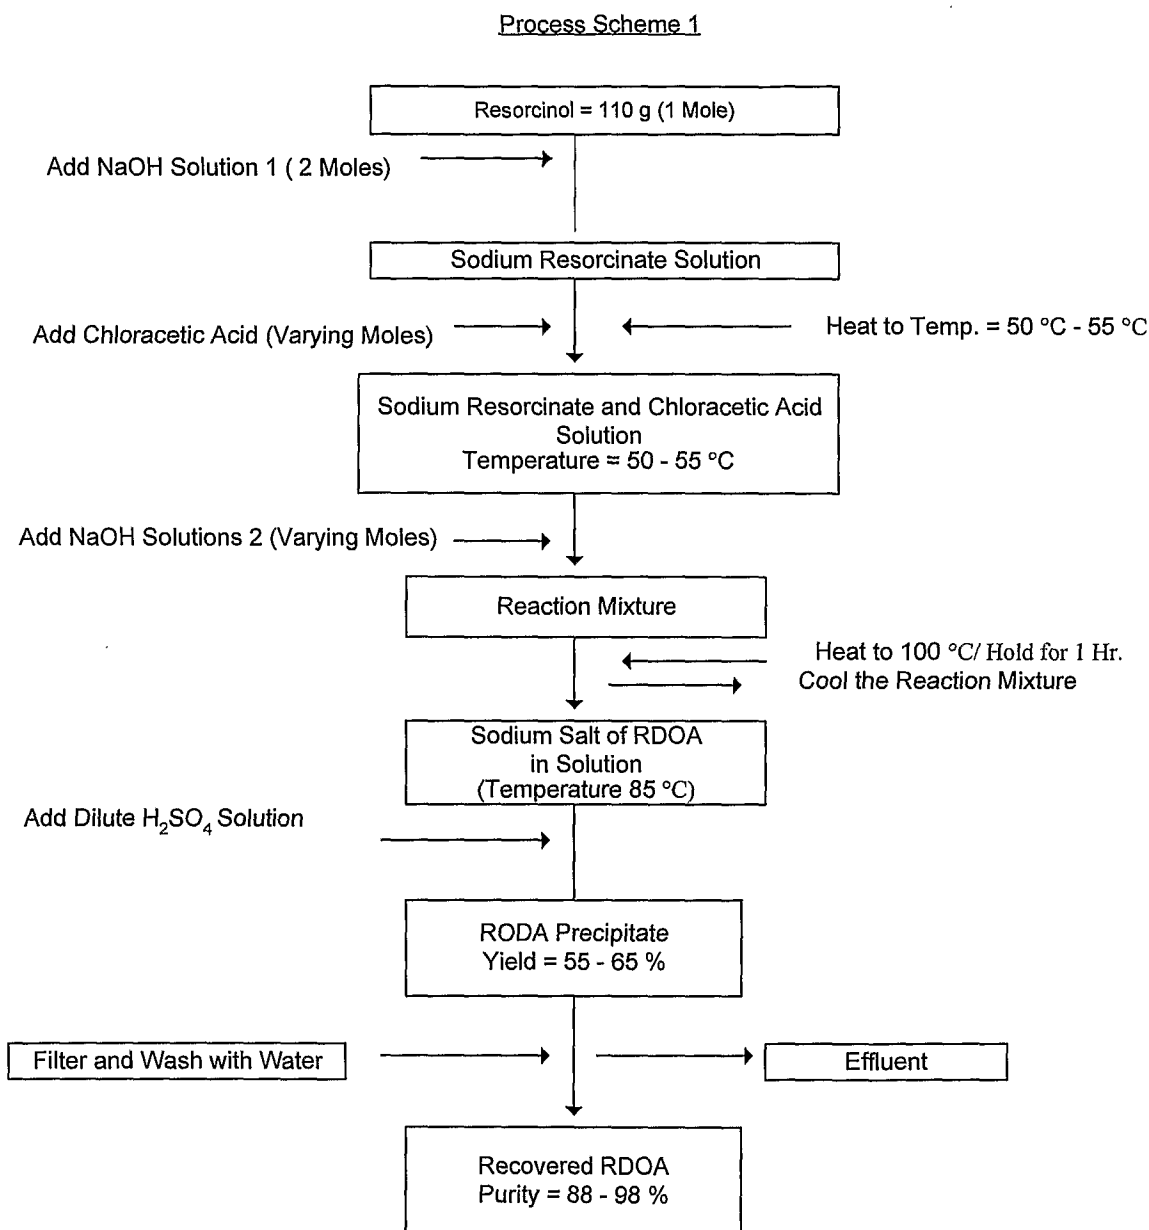 Process Scheme 1
Resorcinol = 110 g (1 Mole)
Add NaOH Solution 1 ( 2 Moles)
Sodium Resorcinate Solution
Add Chloracetic Acid (Varying Moles)
Heat to Temp. = 50 °C - 55 °C
Sodium Resorcinate and Chloracetic Acid
Solution
Temperature = 50 - 55 °C
Add NaOH Solutions 2 (Varying Moles)
Reaction Mixture
Heat to 100 °C/ Hold for 1 Hr.
Cool the Reaction Mixture
Sodium Salt of RDOA
in Solution
(Temperature 85 °C)
Add Dilute H₂SO₄ Solution
RODA Precipitate
Yield = 55 - 65 %
Filter and Wash with Water
Effluent
Recovered RDOA
Purity = 88 - 98 %